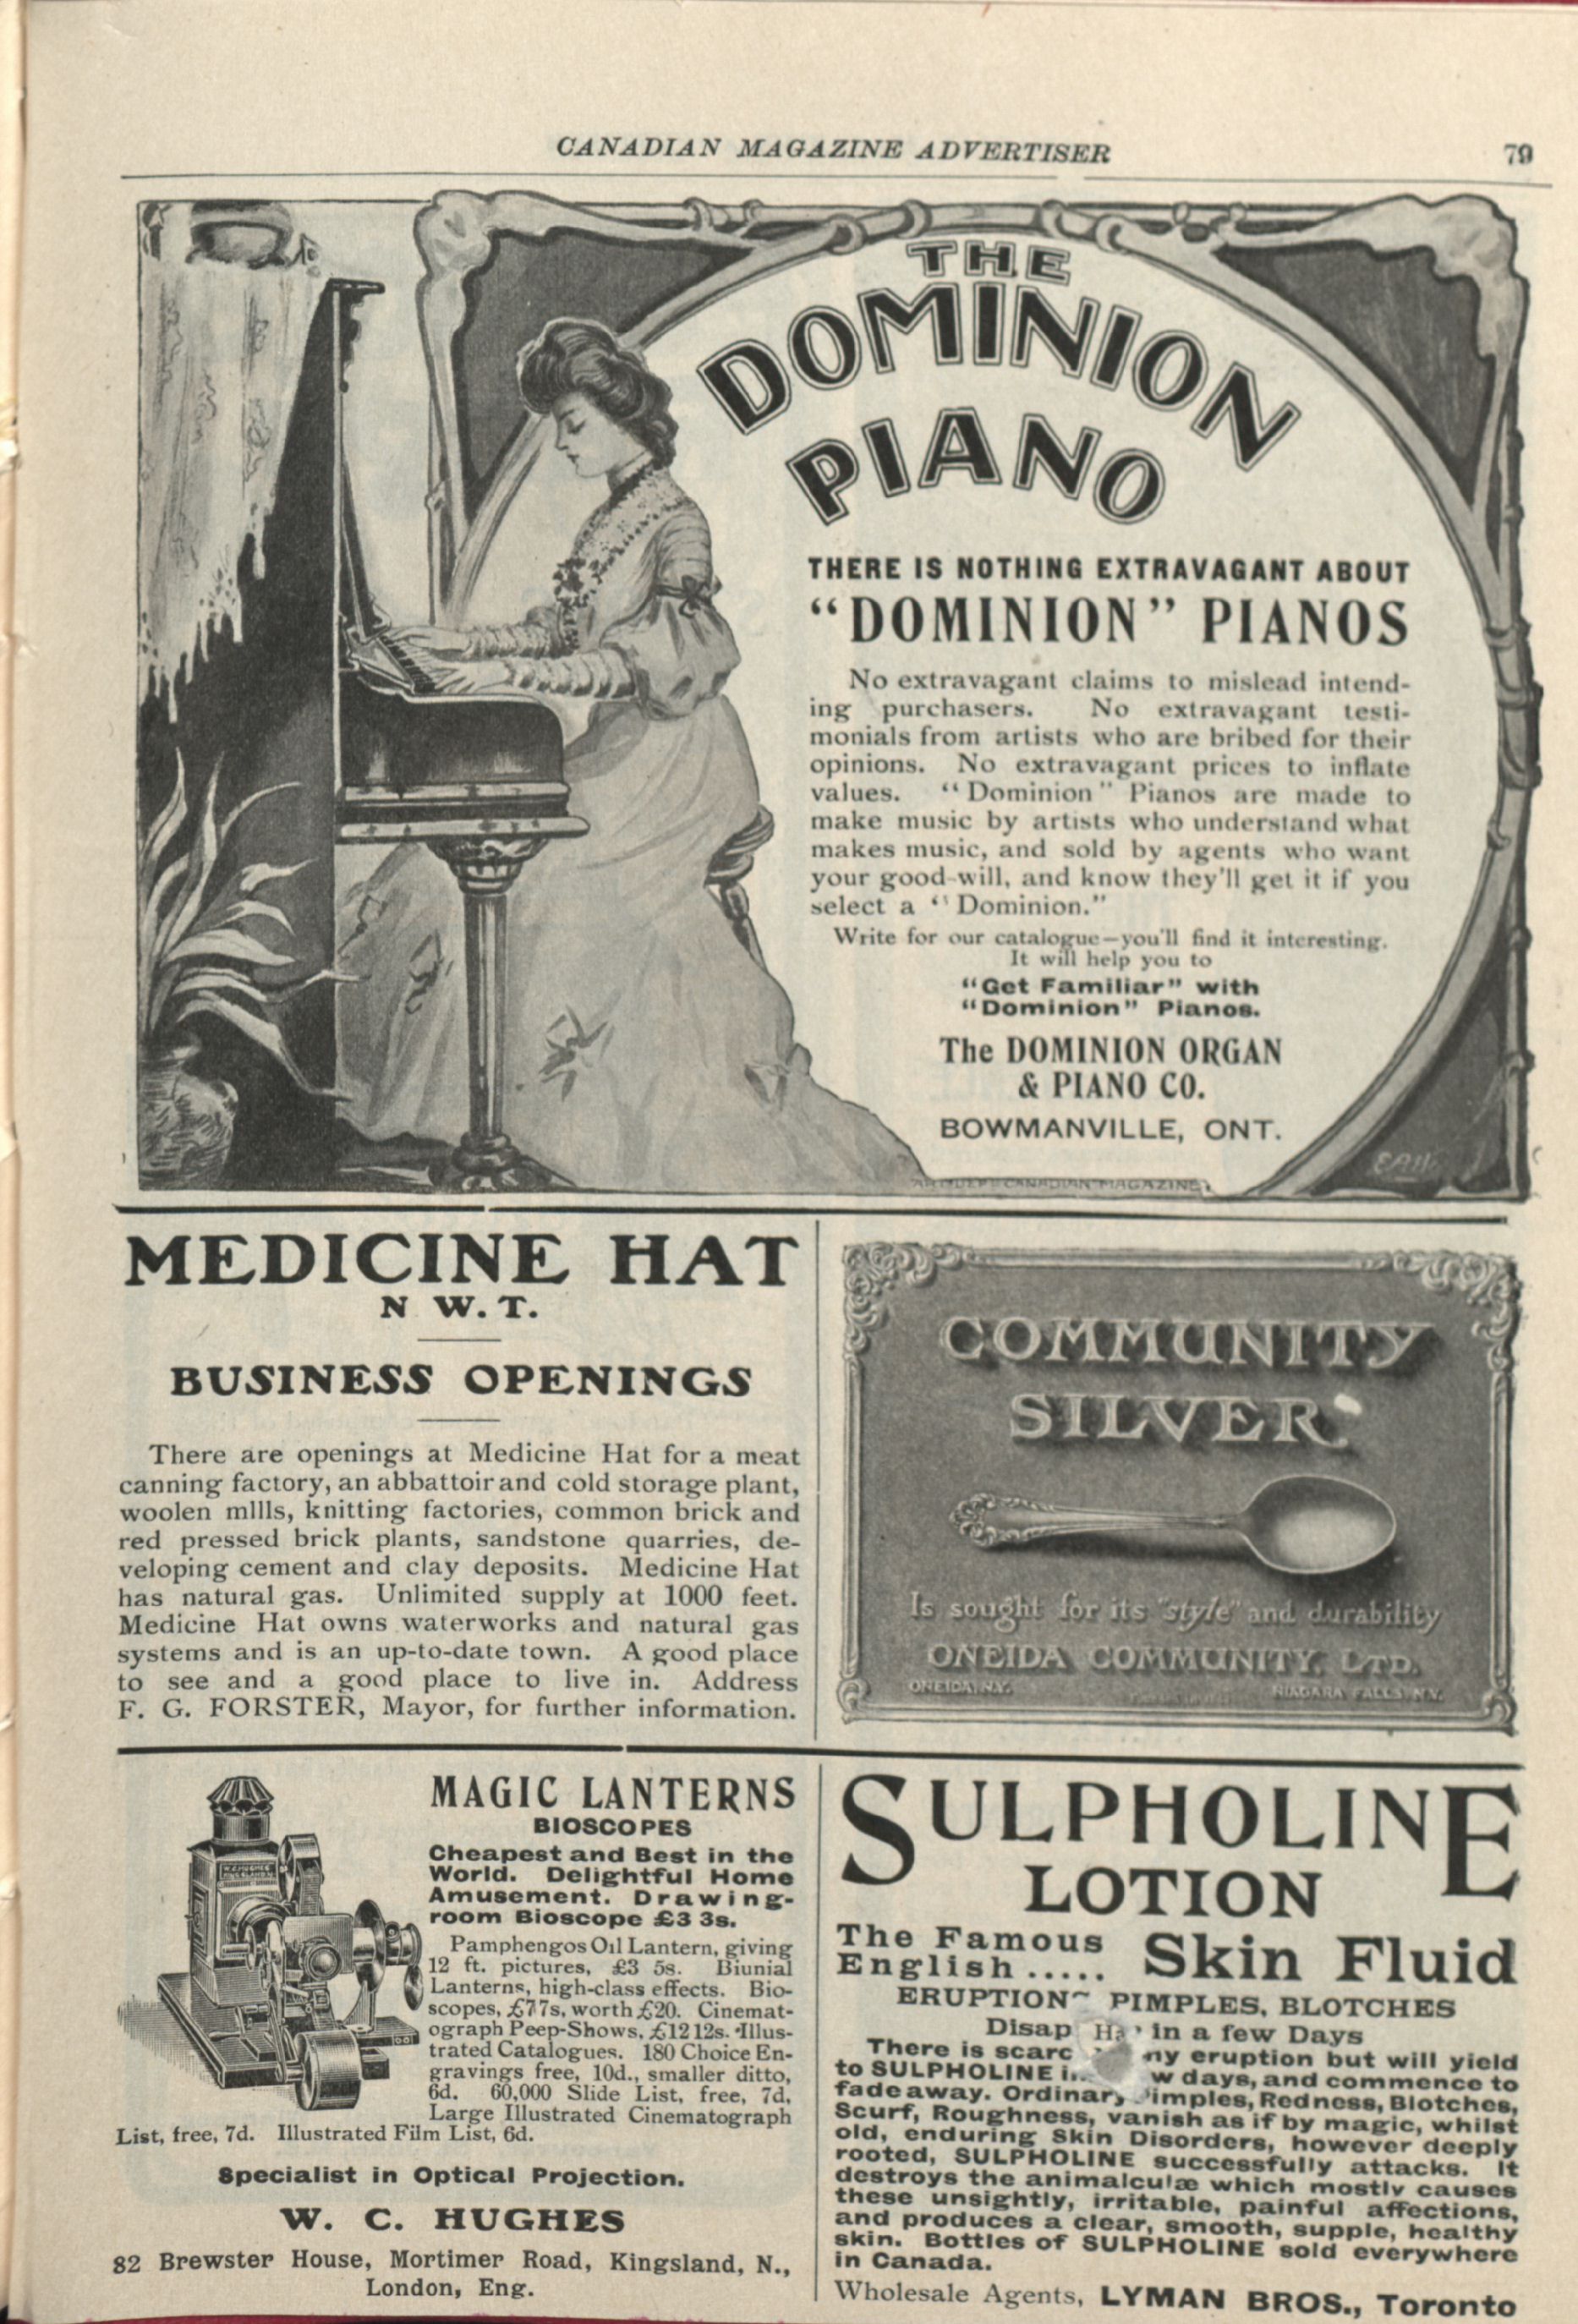 CANADIAN MAGAZINE ADVERTISER
79
THE
DOMINION
PIANO
THERE IS NOTHING EXTRAVAGANT ABOUT
"DOMINION" PIANOS
No extravagant claims to mislead intend-
ing purchasers. No extravagant testi-
monials from artists who are bribed for their
opinions. No extravagant prices to inflate
values. "Dominion" Pianos are made to
make music by artists who understand what
makes music, and sold by agents who want
your good-will, and know they'll get it if you
select a "Dominion."
Write for our catalogue—you'll find it interesting.
It will help you to
"Get Familiar" with
"Dominion" Pianos.
The DOMINION ORGAN
& PIANO CO.
BOWMANVILLE, ONT.
CANADIAN MAGAZINE
MEDICINE HAT
N W. T.
BUSINESS OPENINGS
There are openings at Medicine Hat for a meat
canning factory, an abbattoir and cold storage plant,
woolen mllls, knitting factories, common brick and
red pressed brick plants, sandstone quarries, de-
veloping cement and clay deposits. Medicine Hat
has natural gas. Unlimited supply at 1000 feet.
Medicine Hat owns waterworks and natural gas
systems and is an up-to-date town. A good place
to see and a good place to live in. Address
F. G. FORSTER, Mayor, for further information.
COMMUNITY
SILVER
Is sought for its "style" and durability
ONEIDA COMMUNITY, LTD.
ONEIDA, N.Y.
NIAGARA FALLS, N.Y.
MAGIC LANTERNS
BIOSCOPES
Cheapest and Best in the
World. Delightful Home
Amusement. Drawing-
room Bioscope £3 3s.
Pamphengos Oil Lantern, giving
12 ft. pictures, £3 5s. Biunial
Lanterns, high-class effects. Bio-
scopes, £7 7s, worth £20. Cinemat-
ograph Peep-Shows, £12 12s. Illus-
trated Catalogues. 180 Choice En-
gravings free, 10d., smaller ditto,
6d. 60,000 Slide List, free, 7d,
Large Illustrated Cinematograph
List, free, 7d. Illustrated Film List, 6d.
Specialist in Optical Projection.
W. C. HUGHES
82 Brewster House, Mortimer Road, Kingsland, N.,
London, Eng.
SULPHOLINE
LOTION
The Famous
English..... Skin Fluid
ERUPTION PIMPLES, BLOTCHES
Disap in a few Days
There is scarc ny eruption but will yield
to SULPHOLINE i w days, and commence to
fade away. Ordinary imples, Redness, Blotches,
Scurf, Roughness, vanish as if by magic, whilst
old, enduring Skin Disorders, however deeply
rooted, SULPHOLINE successfully attacks. It
destroys the animalculæ which mostly causes
these unsightly, irritable, painful affections,
and produces a clear, smooth, supple, healthy
skin. Bottles of SULPHOLINE sold everywhere
in Canada.
Wholesale Agents, LYMAN BROS., Toronto